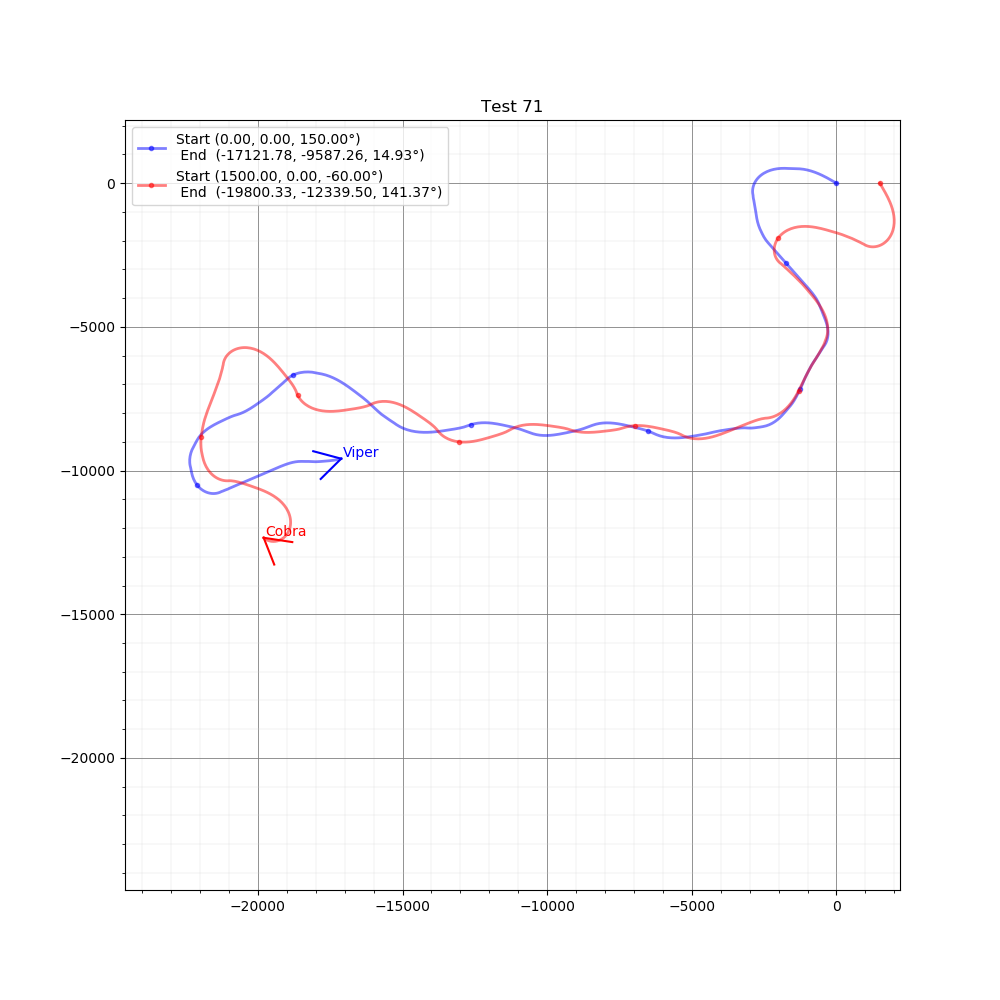 Test 71
Start (0.00, 0.00, 150.00°)
End  (-17121.78, -9587.26, 14.93°)
Start (1500.00, 0.00, -60.00°)
End  (-19800.33, -12339.50, 141.37°)
0
−5000
−10000
−15000
−20000
Viper
Cobra
−20000
−15000
−10000
−5000
0